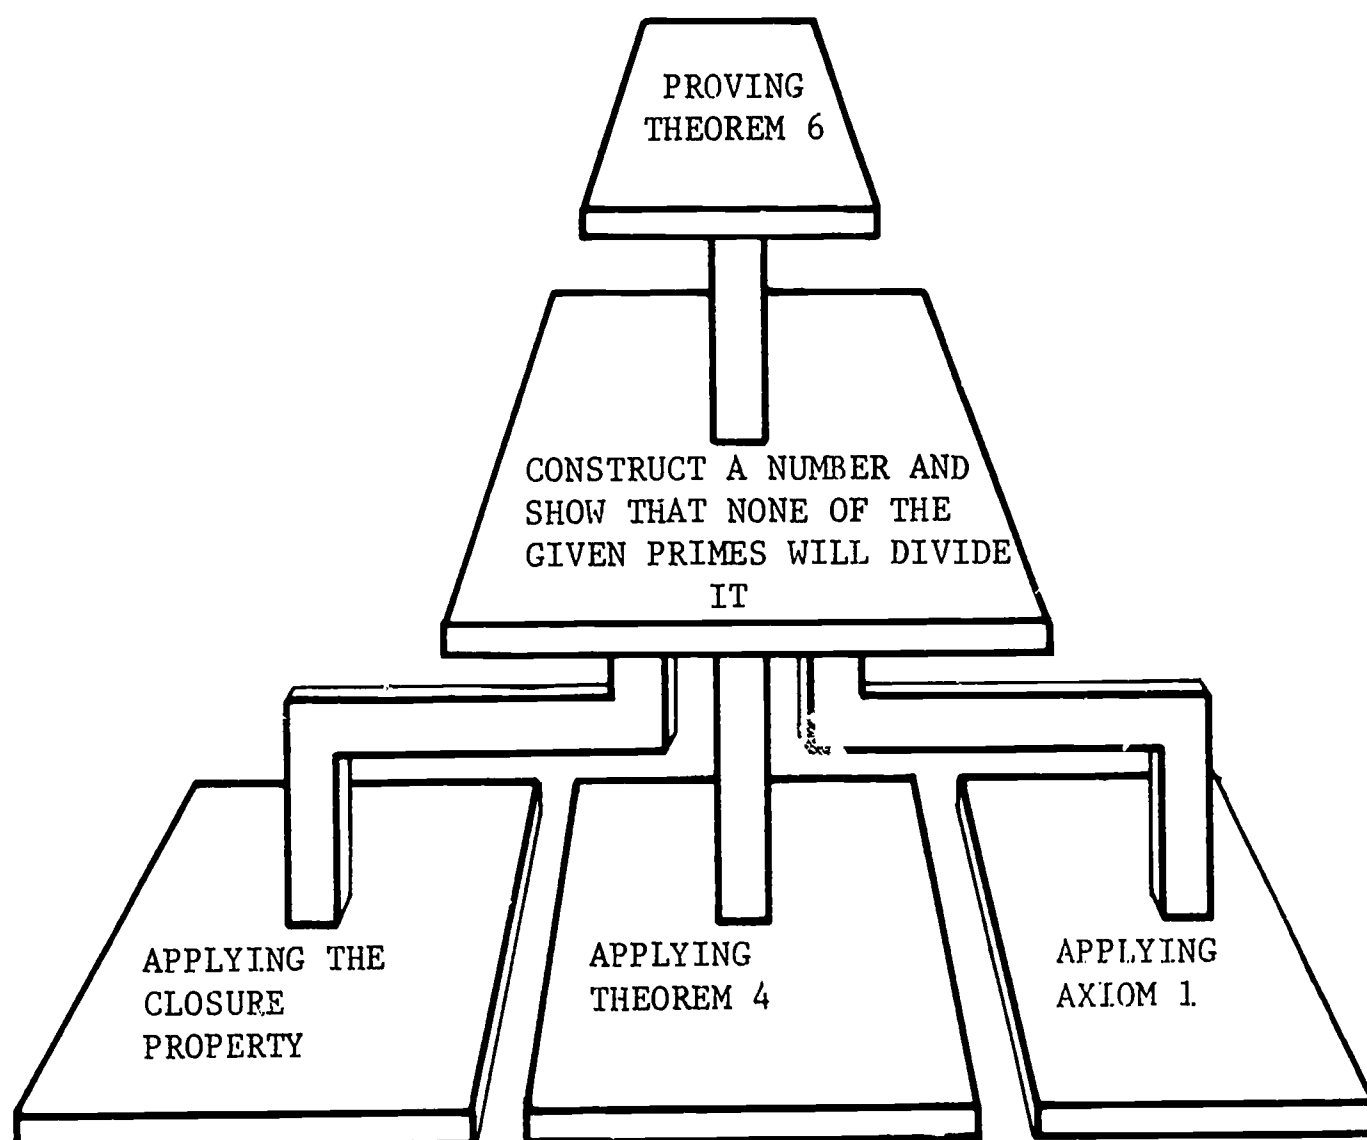 PROVING
THEOREM 6
CONSTRUCT A NUMBER AND
SHOW THAT NONE OF THE
GIVEN PRIMES WILL DIVIDE
IT
APPLYING THE
CLOSURE
PROPERTY
APPLYING
THEOREM 4
APPLYING
AXIOM 1.